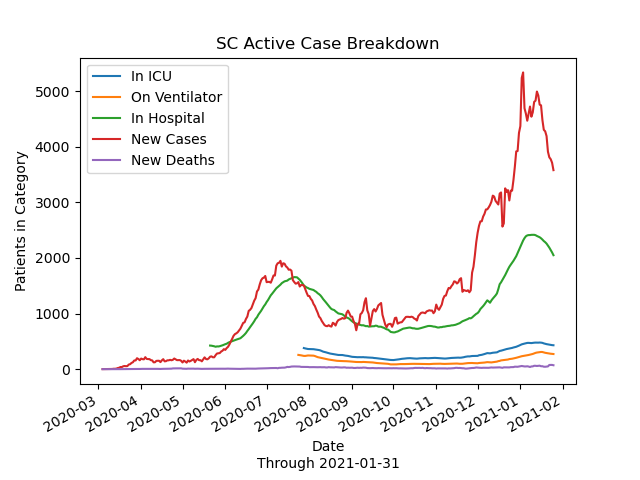 SC Active Case Breakdown
In ICU
On Ventilator
In Hospital
New Cases
New Deaths
Patients in Category
5000
4000
3000
2000
1000
0
2020-03
2020-04
2020-05
2020-06
2020-07
2020-08
2020-09
2020-10
2020-11
2020-12
2021-01
2021-02
Date
Through 2021-01-31